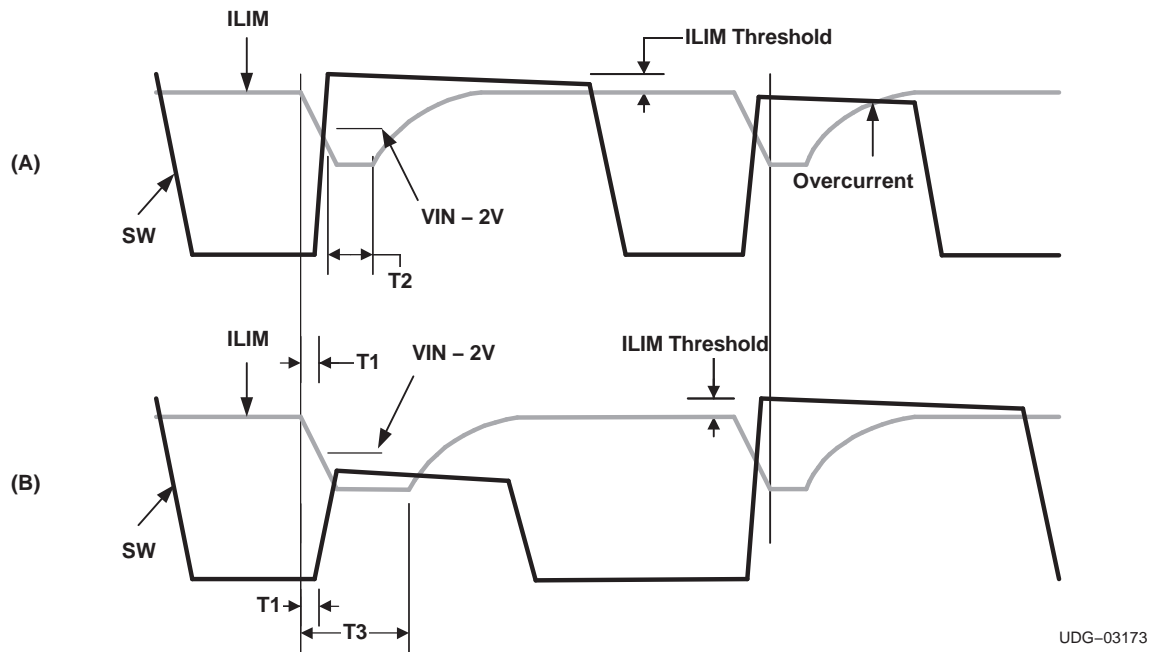 ILIM
ILIM Threshold
(A)
Overcurrent
VIN – 2V
SW
T2
ILIM
T1
VIN – 2V
ILIM Threshold
(B)
SW
T1
T3
UDG–03173